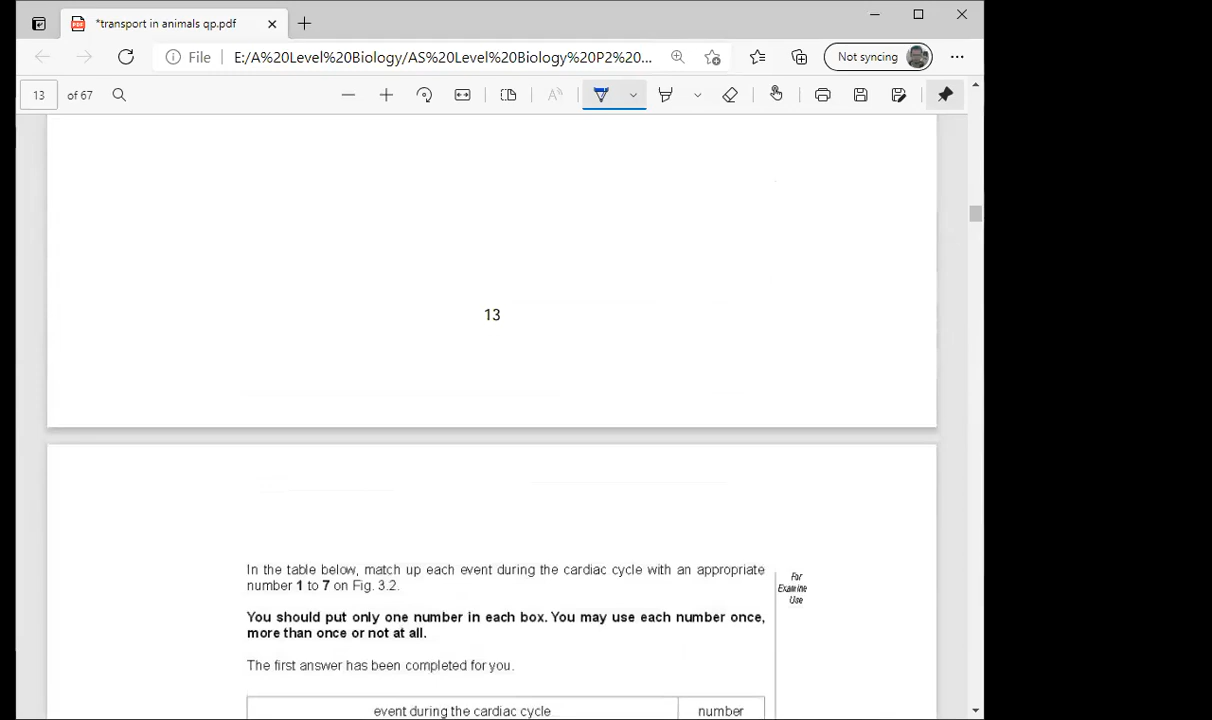 *transport in animals qp.pdf
File
E:/A%20Level%20Biology/AS%20Level%20Biology%20P2%20...
Not syncing
13
of 67
13
In the table below, match up each event during the cardiac cycle with an appropriate
number 1 to 7 on Fig. 3.2.
For
Examine
Use
You should put only one number in each box. You may use each number once,
more than once or not at all.
The first answer has been completed for you.
event during the cardiac cycle
number